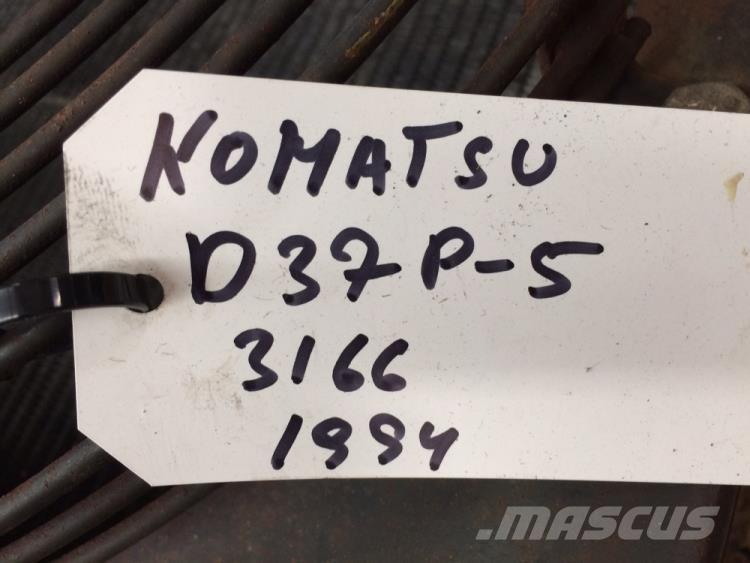 KOMATSU
D37P-5
3166
1994
.MASCUS